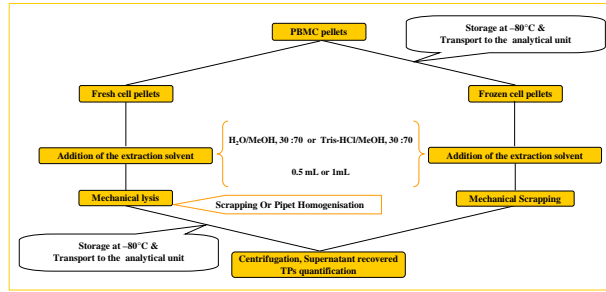 PBMC pellets
Storage at –80°C &
Transport to the analytical unit
Fresh cell pellets
Frozen cell pellets
H₂O/MeOH, 30 :70 or Tris-HCl/MeOH, 30 :70
Addition of the extraction solvent
Addition of the extraction solvent
0.5 mL or 1mL
Mechanical lysis
Mechanical Scrapping
Scrapping Or Pipet Homogenisation
Storage at –80°C &
Transport to the analytical unit
Centrifugation, Supernatant recovered
TPs quantification